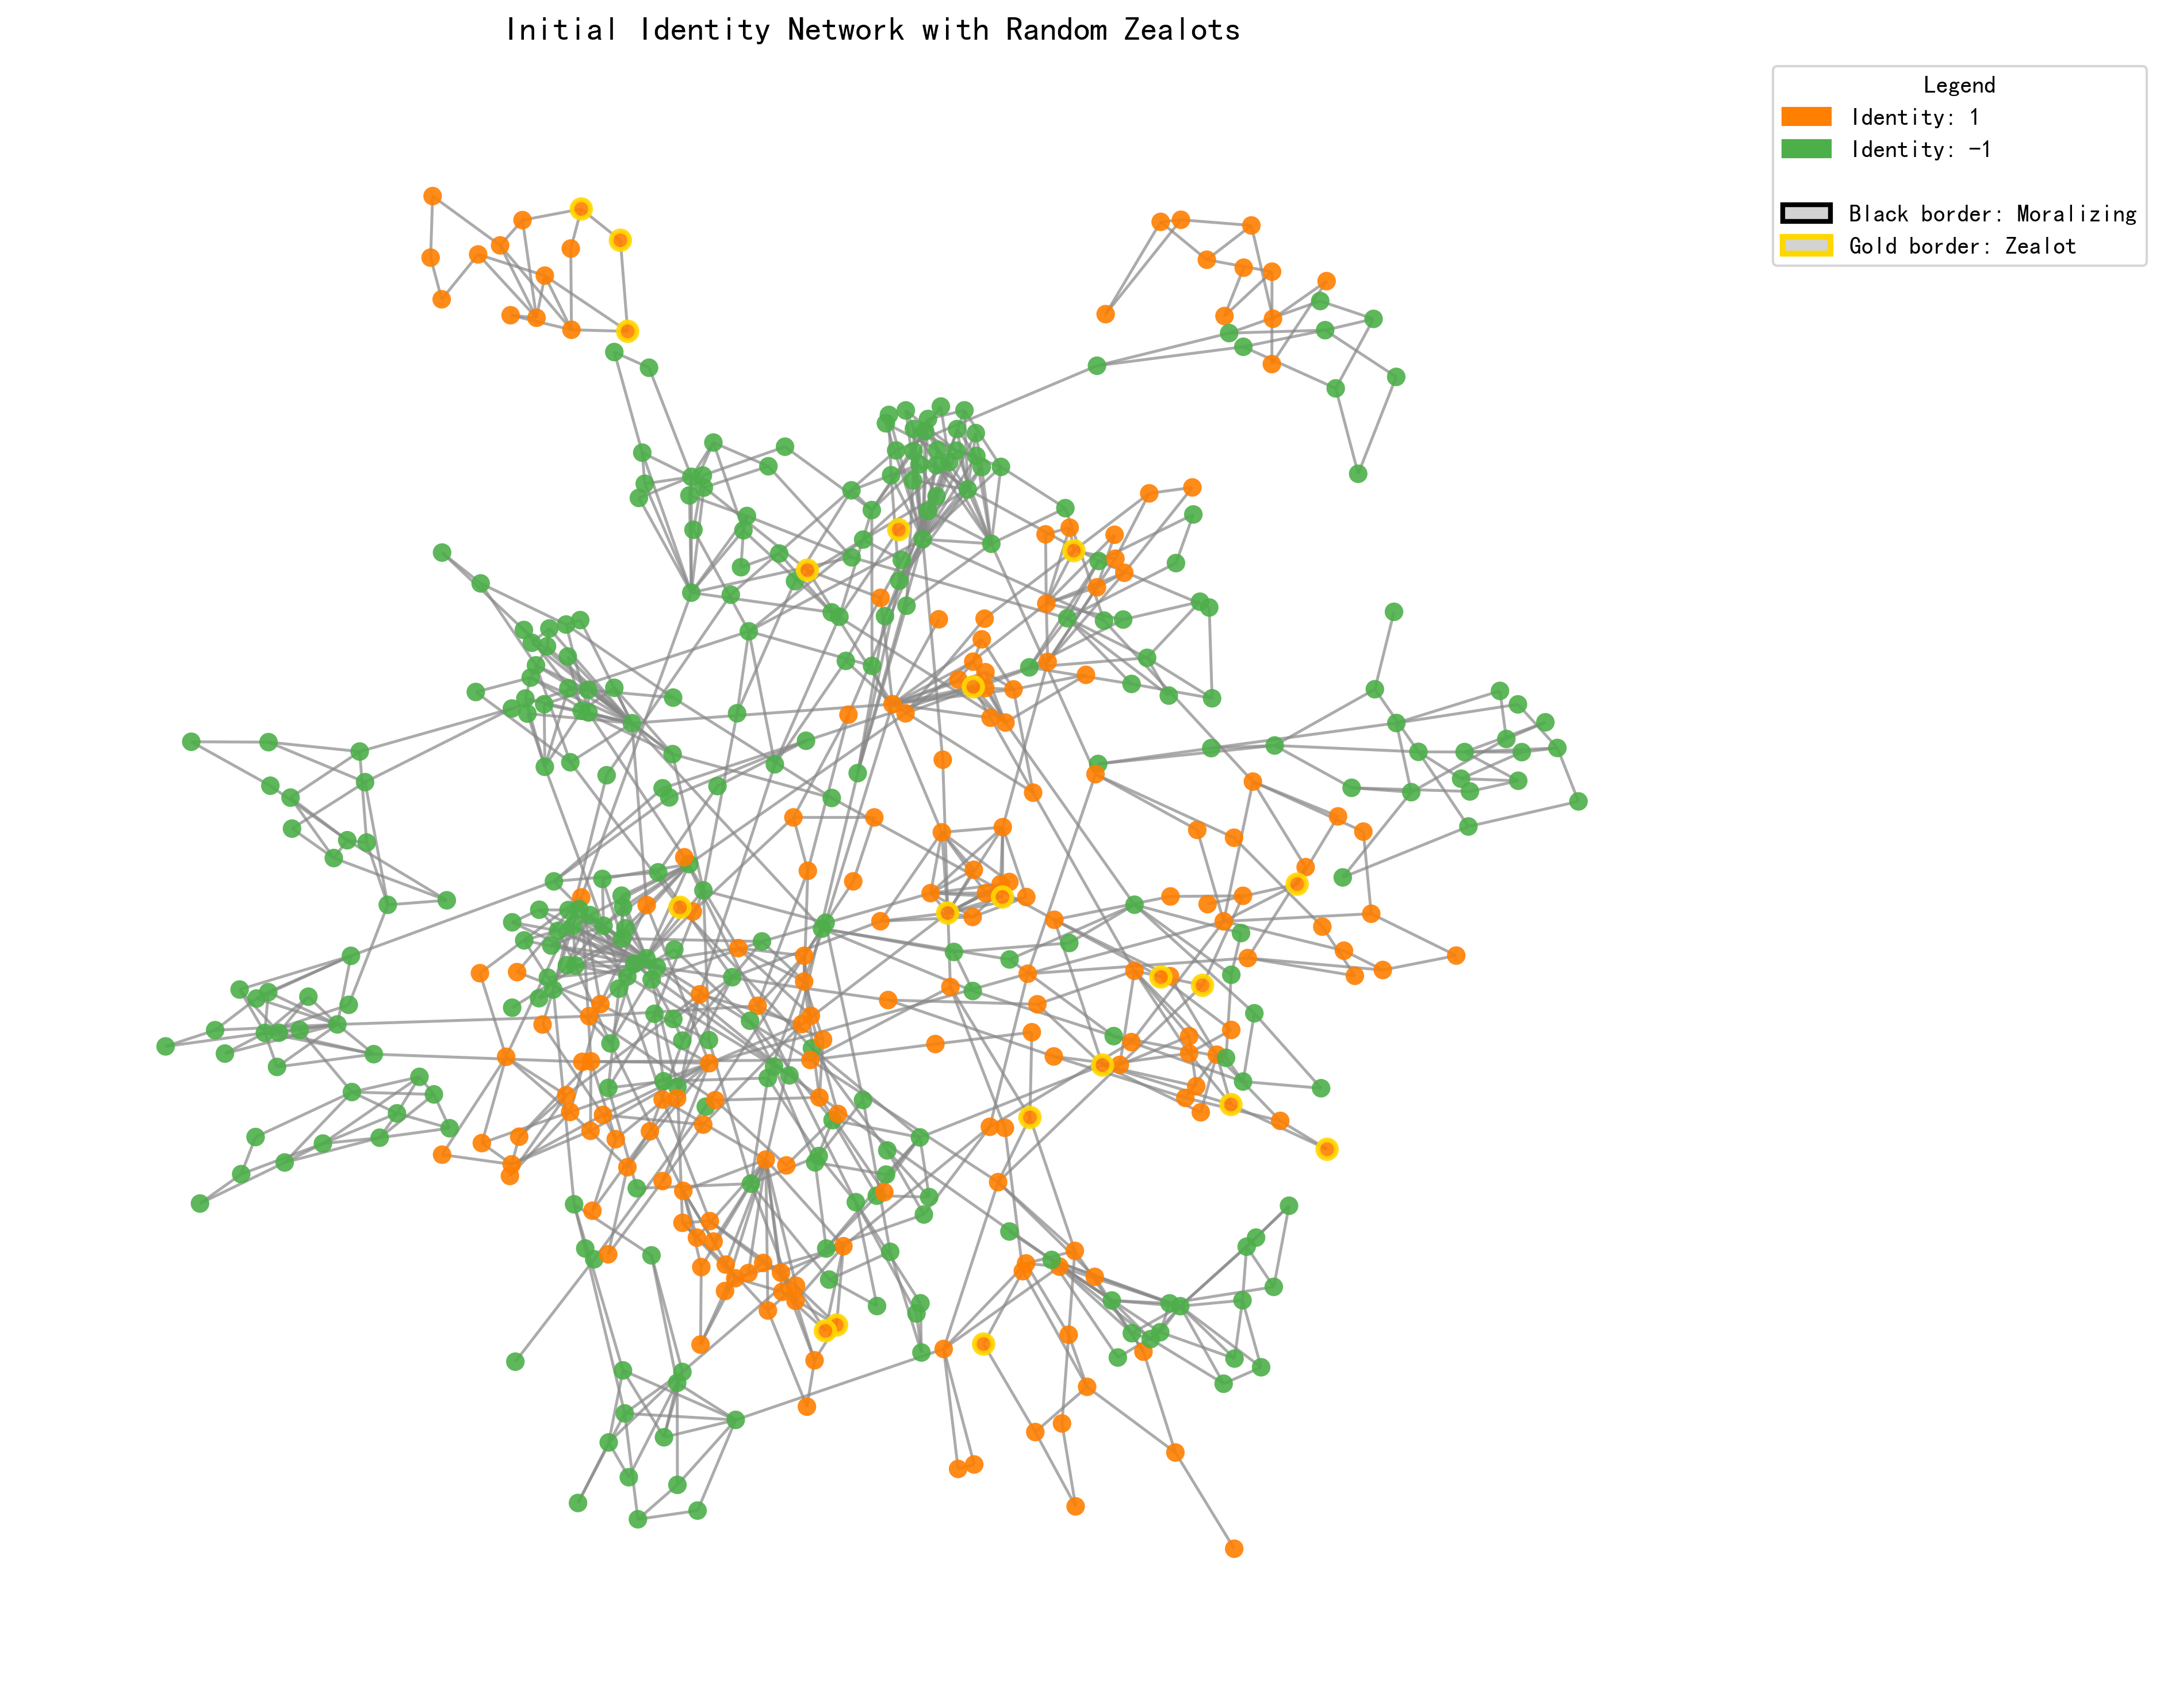 Initial Identity Network with Random Zealots
Legend
Identity: 1
Identity: -1
Black border: Moralizing
Gold border: Zealot